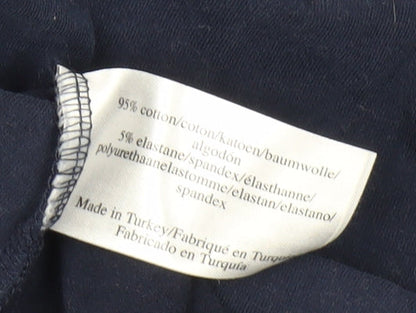 95% cotton/coton/katoen/baumwolle/
algodón
5% elastane/spandex/élasthanne/
polyurethaanelastomme/elastan/elastano/
spandex
Made in Turkey/Fabriqué en Turquie/
Fabricado en Turquía